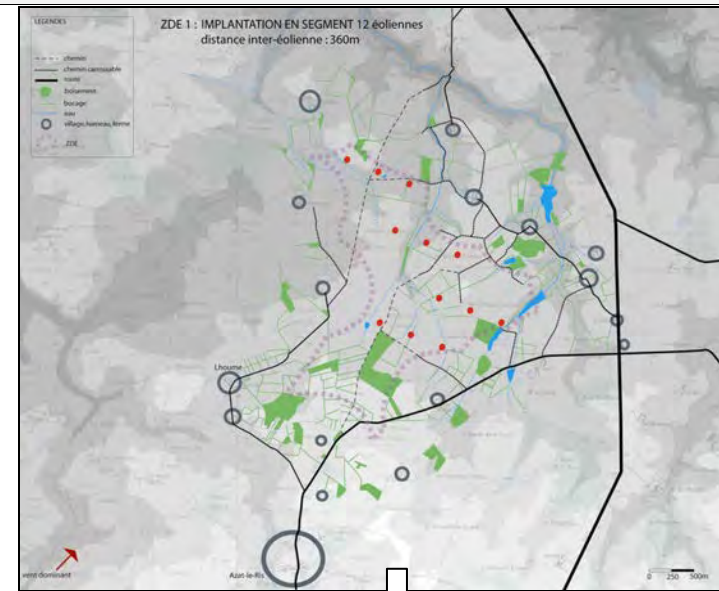 LEGENDES
ZDE 1 : IMPLANTATION EN SEGMENT 12 éoliennes
distance inter-éolienne : 360m
chemin
chemin carrossable
route
boisement
bocage
eau
village, hameau, ferme
ZDE
Lhoume
vent dominant
Azat-le-Ris
0 250 500m